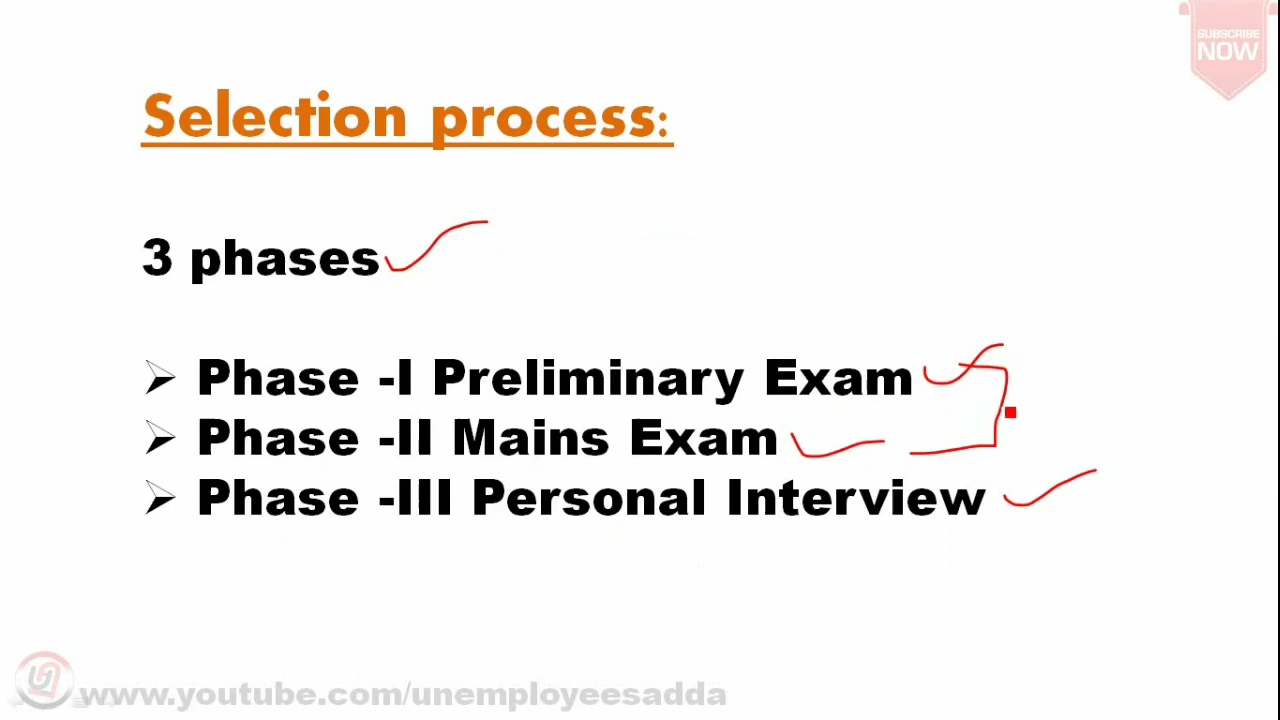 SUBSCRIBE
NOW
Selection process:
3 phases
➢ Phase -I Preliminary Exam
➢ Phase -II Mains Exam
➢ Phase -III Personal Interview
www.youtube.com/unemployeesadda